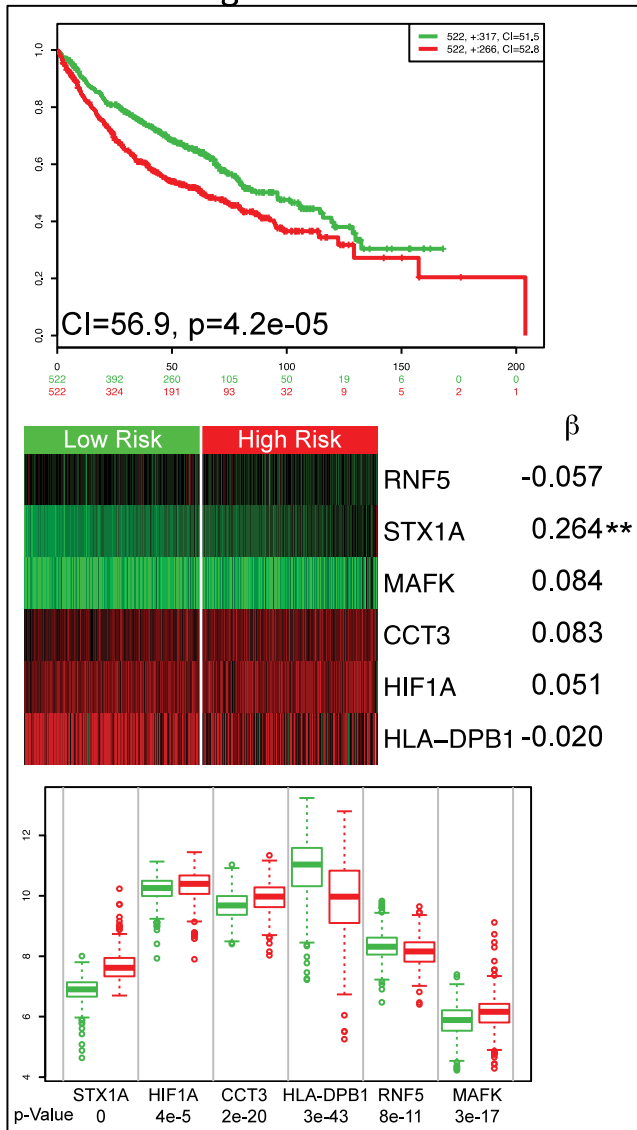 522, +:317, CI=51.5
522, +:266, CI=52.8
1.0
0.8
0.6
0.4
0.2
0.0
CI=56.9, p=4.2e-05
0 50 100 150 200
522 392 260 105 50 19 6 0 0
522 324 191 93 32 9 5 2 1
Low Risk High Risk β
RNF5 -0.057
STX1A 0.264**
MAFK 0.084
CCT3 0.083
HIF1A 0.051
HLA-DPB1 -0.020
12
10
8
6
4
STX1A HIF1A CCT3 HLA-DPB1 RNF5 MAFK
p-Value 0 4e-5 2e-20 3e-43 8e-11 3e-17